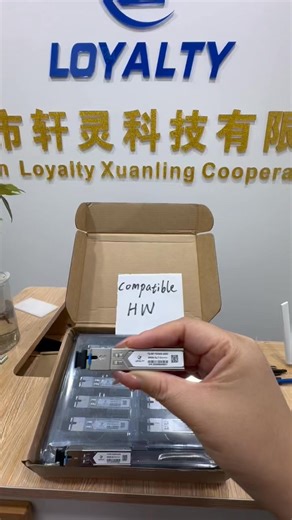 LOYALTY
市轩灵科技有限
n Loyalty Xuanling Coopera
Compatible
HW